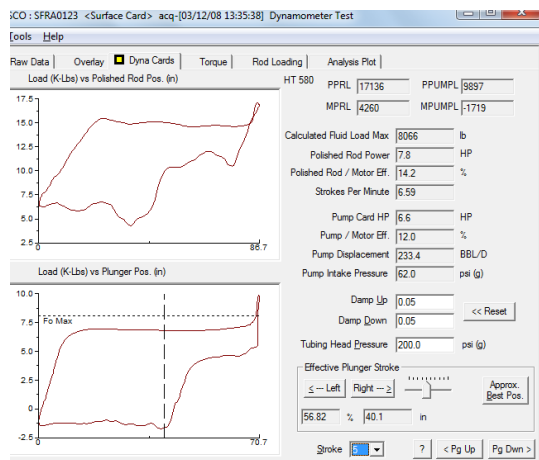 SCO : SFRA0123 <Surface Card> acq-[03/12/08 13:35:38] Dynamometer Test
Tools Help
Raw Data Overlay Dyna Cards Torque Rod Loading Analysis Plot
Load (K-Lbs) vs Polished Rod Pos. (in)
17.5
15.0
12.5
10.0
7.5
5.0
2.5
0
86.7
Load (K-Lbs) vs Plunger Pos. (in)
10.0
7.5
Fo Max
5.0
2.5
0
-2.5
0
70.7
HT 580 PPRL 17136 PPUMPL 9897
MPRL 4260 MPUMPL -1719
Calculated Fluid Load Max 8066 lb
Polished Rod Power 7.8 HP
Polished Rod / Motor Eff. 14.2 %
Strokes Per Minute 6.59
Pump Card HP 6.6 HP
Pump / Motor Eff. 12.0 %
Pump Displacement 233.4 BBL/D
Pump Intake Pressure 62.0 psi (g)
Damp Up 0.05
<< Reset
Damp Down 0.05
Tubing Head Pressure 200.0 psi (g)
Effective Plunger Stroke
< --- Left Right --- > Approx. Best Pos.
56.82 % 40.1 in
Stroke 5 ? < Pg Up Pg Dwn >